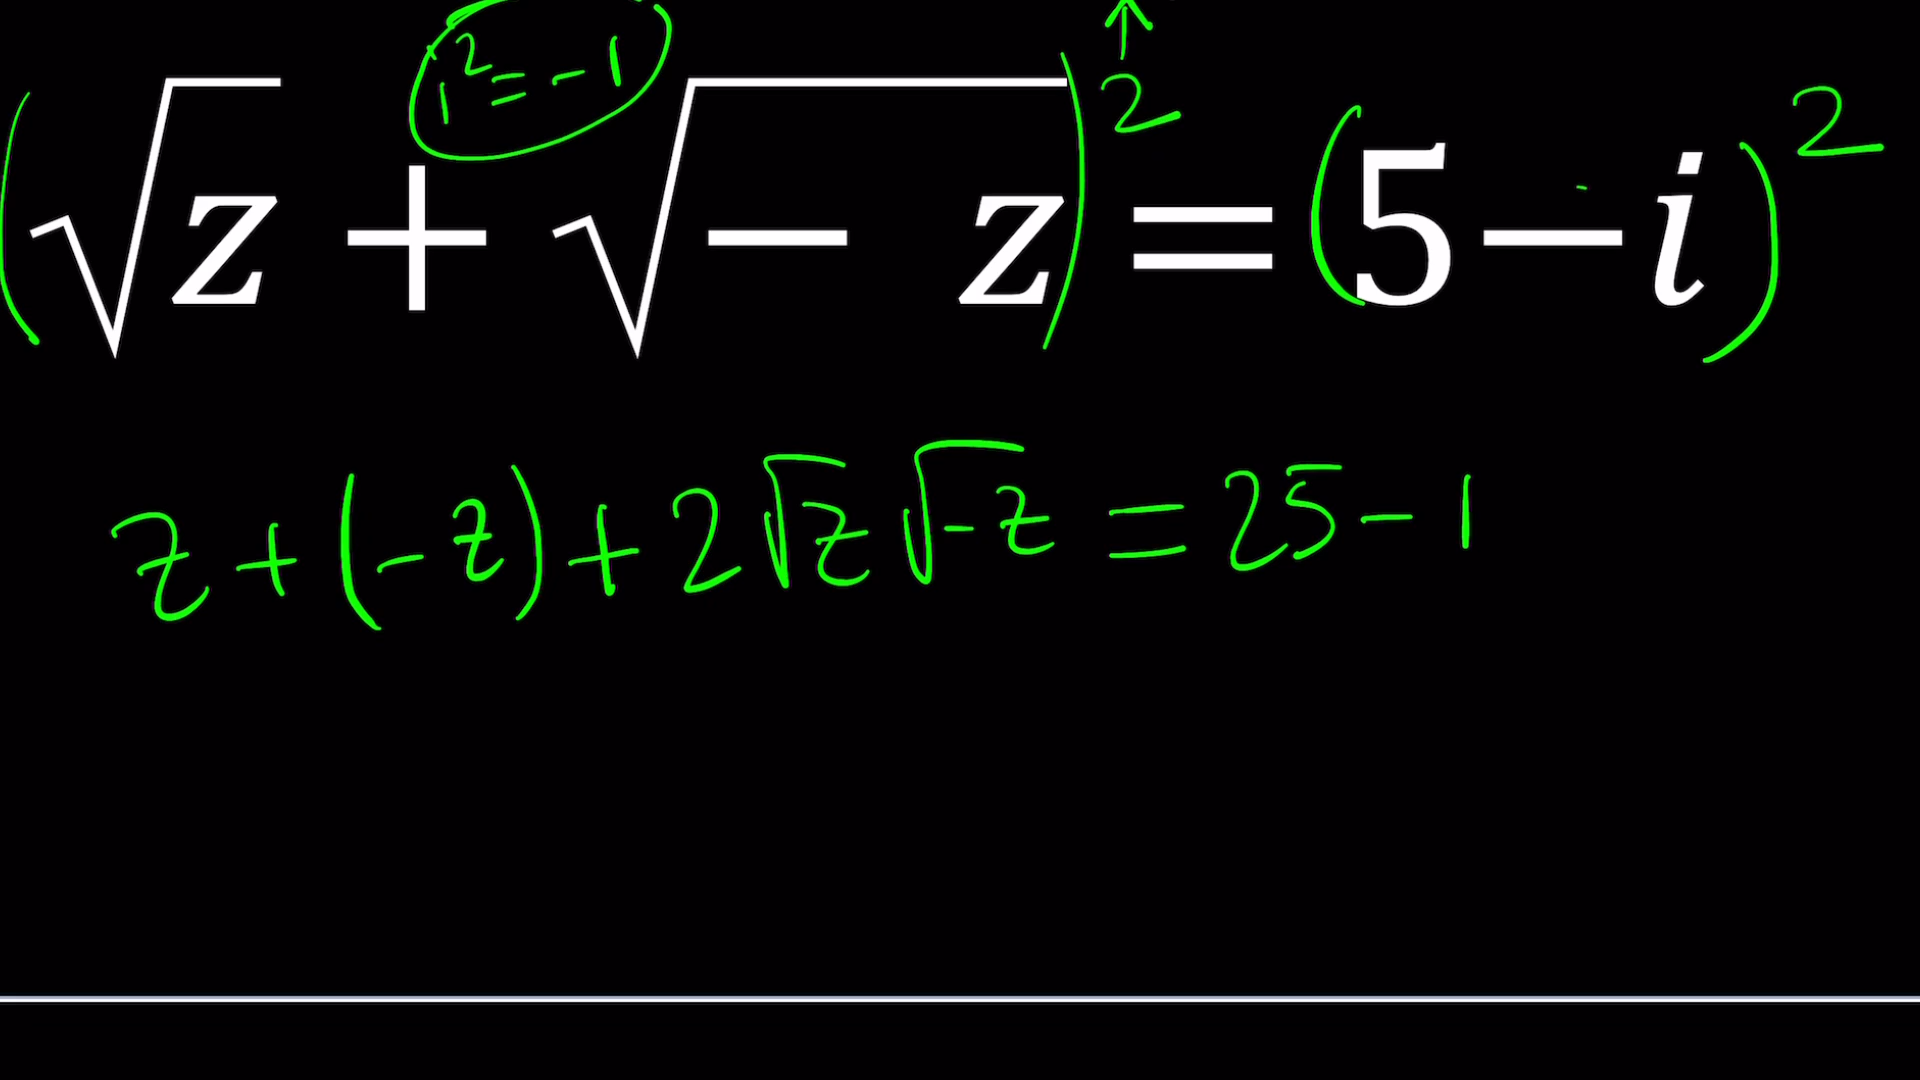 i² = -1
(√z + √- z)² = (5 - i)²
z + (-z) + 2√z √-z = 25 - 1